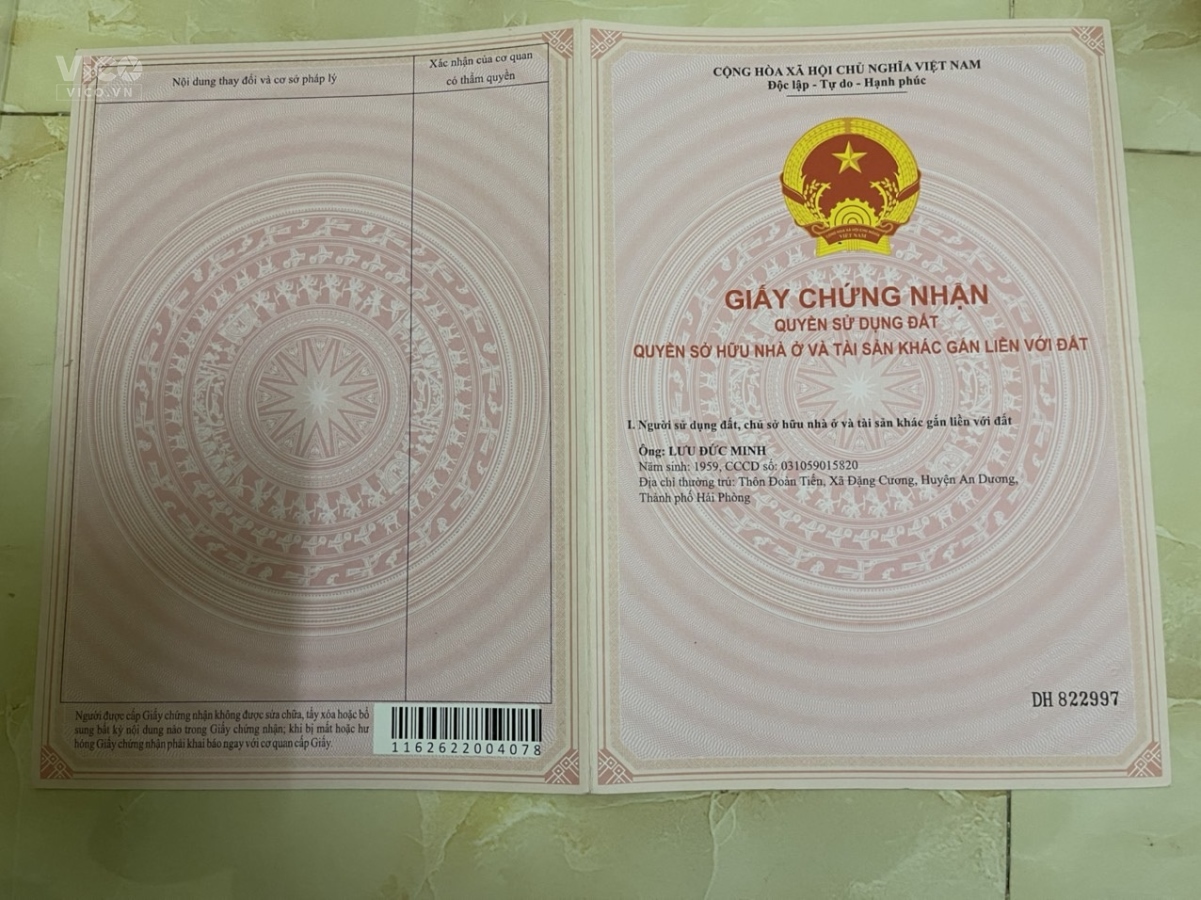 ViCO
VICO.VN
Nội dung thay đổi và cơ sở pháp lý
Xác nhận của cơ quan
có thẩm quyền
Người được cấp Giấy chứng nhận không được sửa chữa, tẩy xóa hoặc bổ
sung bất kỳ nội dung nào trong Giấy chứng nhận; khi bị mất hoặc hư
hỏng Giấy chứng nhận phải khai báo ngay với cơ quan cấp Giấy.
1162622004078
CỘNG HÒA XÃ HỘI CHỦ NGHĨA VIỆT NAM
Độc lập - Tự do - Hạnh phúc
VIỆT NAM
GIẤY CHỨNG NHẬN
QUYỀN SỬ DỤNG ĐẤT
QUYỀN SỞ HỮU NHÀ Ở VÀ TÀI SẢN KHÁC GẮN LIỀN VỚI ĐẤT
I. Người sử dụng đất, chủ sở hữu nhà ở và tài sản khác gắn liền với đất
Ông: LƯU ĐỨC MINH
Năm sinh: 1959, CCCD số: 031059015820
Địa chỉ thường trú: Thôn Đoàn Tiến, Xã Đặng Cương, Huyện An Dương,
Thành phố Hải Phòng
DH 822997